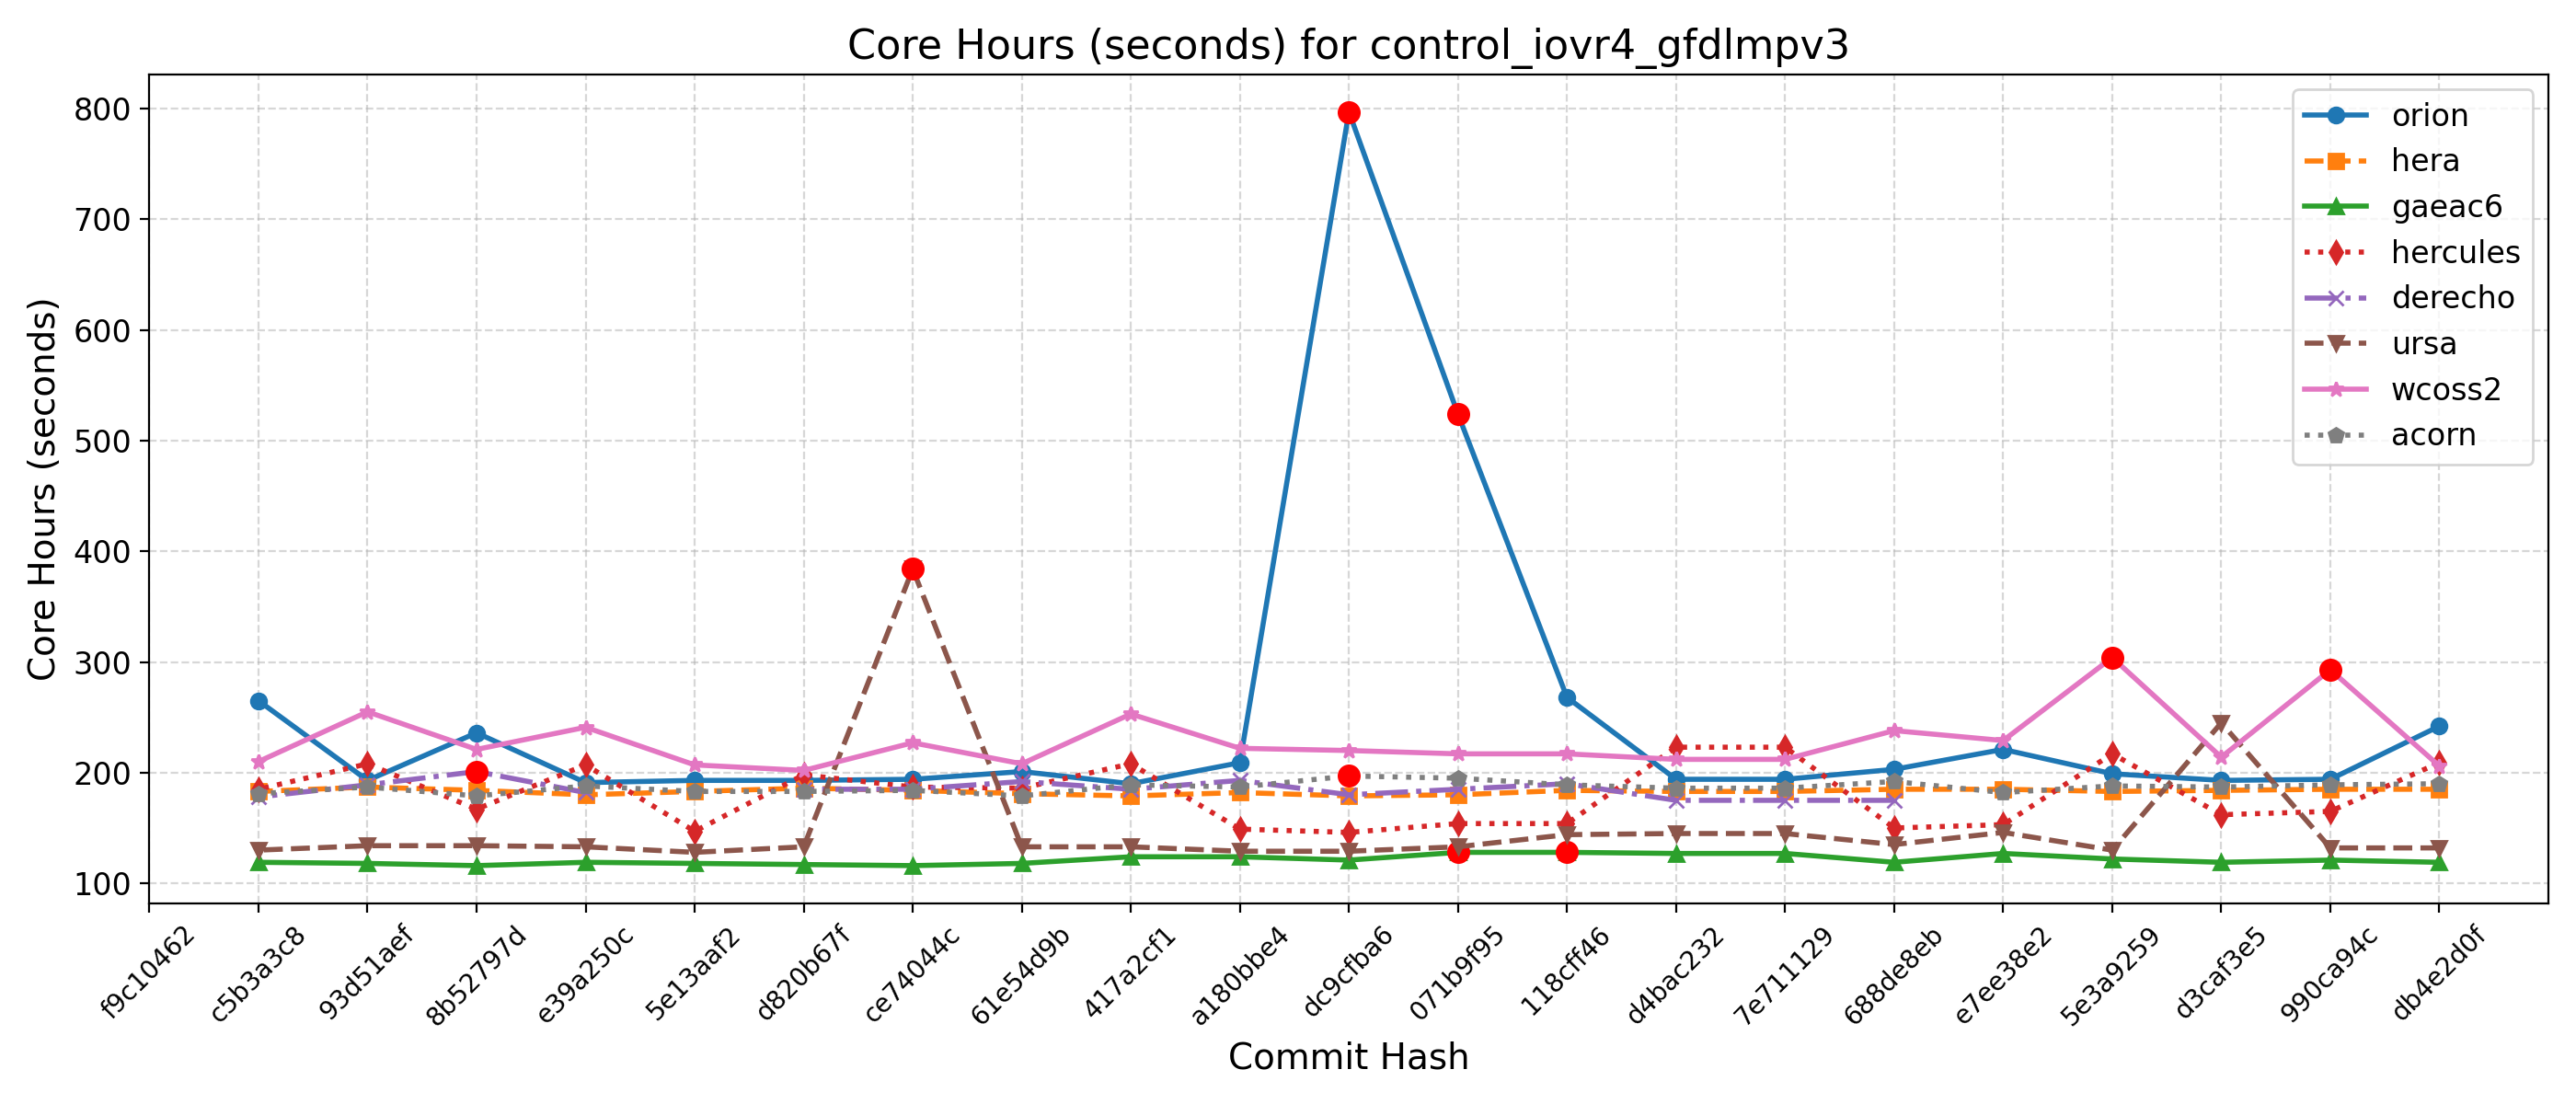 Core Hours (seconds) for control_iovr4_gfdlmpv3
Core Hours (seconds)
800
700
600
500
400
300
200
100
orion
hera
gaeac6
hercules
derecho
ursa
wcoss2
acorn
f9c10462
c5b3a3c8
93d51aef
8b52797d
e39a250c
5e13aaf2
d820b67f
ce74044c
61e54d9b
417a2cf1
a180bbe4
dc9cfba6
071b9f95
118cff46
d4bac232
7e711129
688de8eb
e7ee38e2
5e3a9259
d3caf3e5
990ca94c
db4e2d0f
Commit Hash